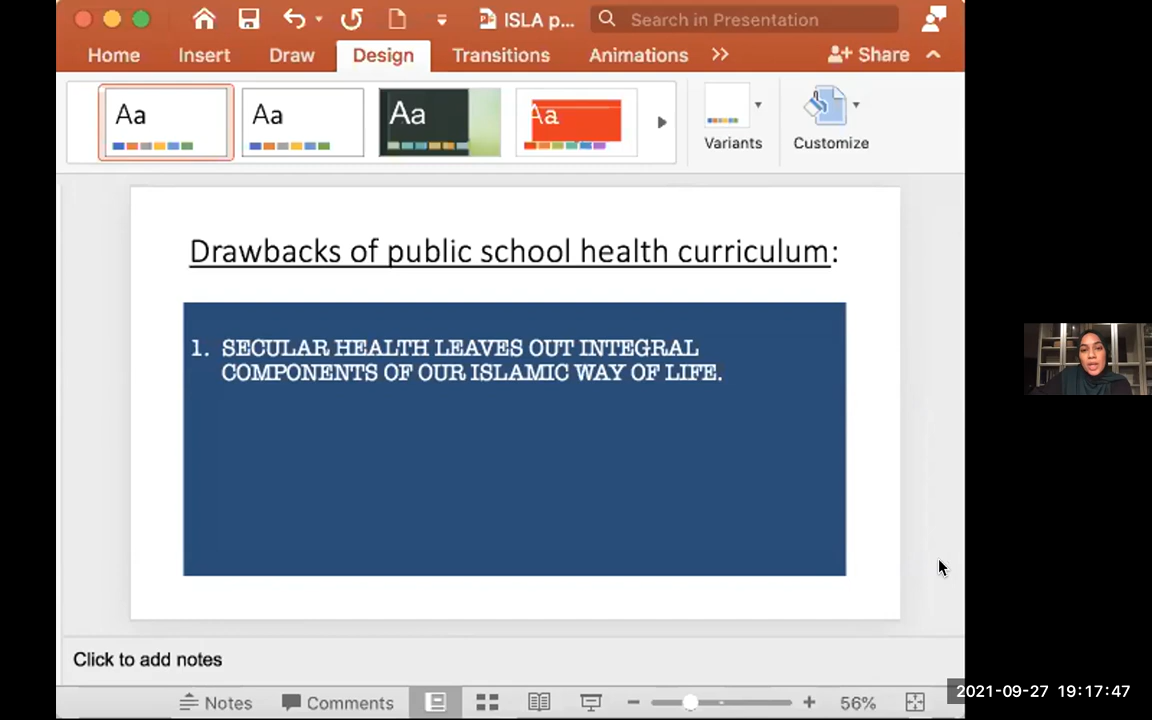 ISLA p...
Search in Presentation
Home
Insert
Draw
Design
Transitions
Animations
>>
Share
Aa
Aa
Aa
Aa
Variants
Customize
Drawbacks of public school health curriculum:
1. SECULAR HEALTH LEAVES OUT INTEGRAL
COMPONENTS OF OUR ISLAMIC WAY OF LIFE.
Click to add notes
Notes
Comments
56%
2021-09-27 19:17:47